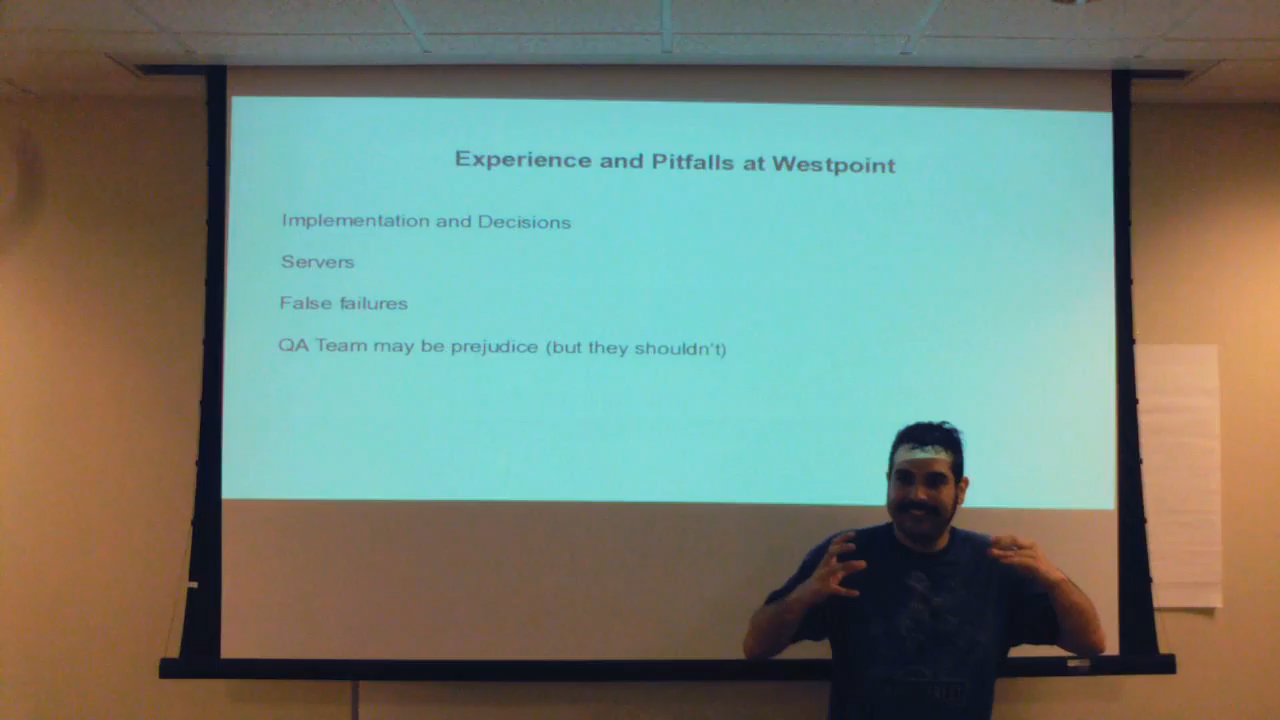 Experience and Pitfalls at Westpoint
Implementation and Decisions
Servers
False failures
QA Team may be prejudice (but they shouldn't)